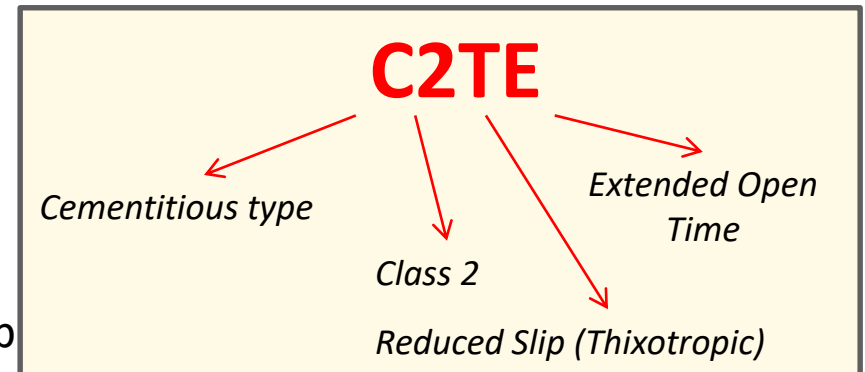 C2TE
Cementitious type
Extended Open
Time
Class 2
Reduced Slip (Thixotropic)